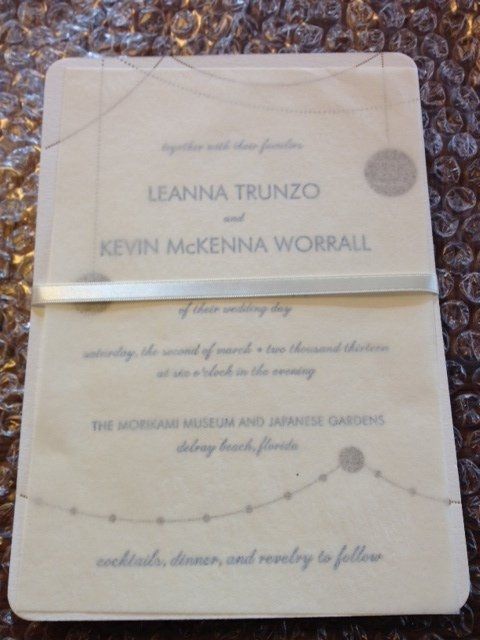 together with their families
LEANNA TRUNZO
and
KEVIN McKENNA WORRALL
of their wedding day
saturday, the second of march + two thousand thirteen
at six o'clock in the evening
THE MORIKAMI MUSEUM AND JAPANESE GARDENS
delray beach, florida
cocktails, dinner, and revelry to follow